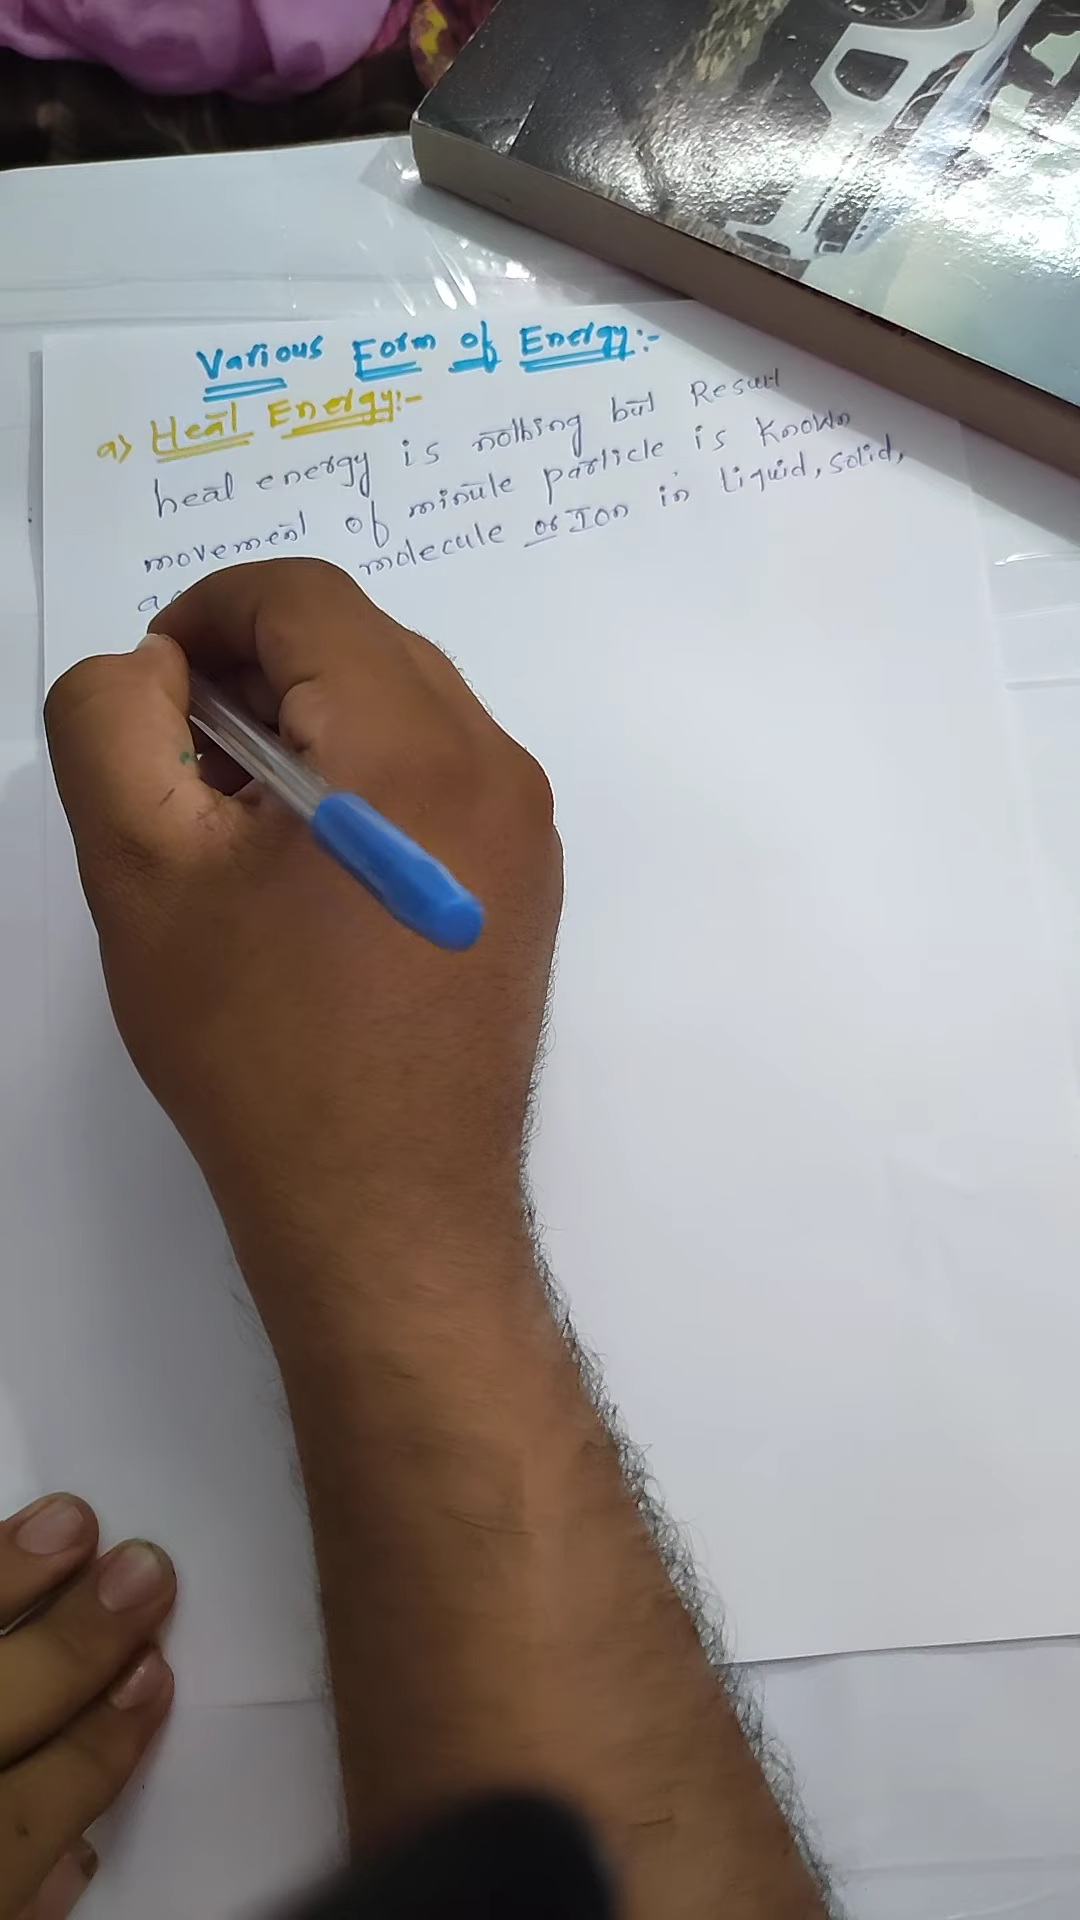 Various Form of Energy:-
a) Heat Energy:-
heat energy is nothing but Result
movement of minute particle is known
molecule or Ion in liquid, solid,